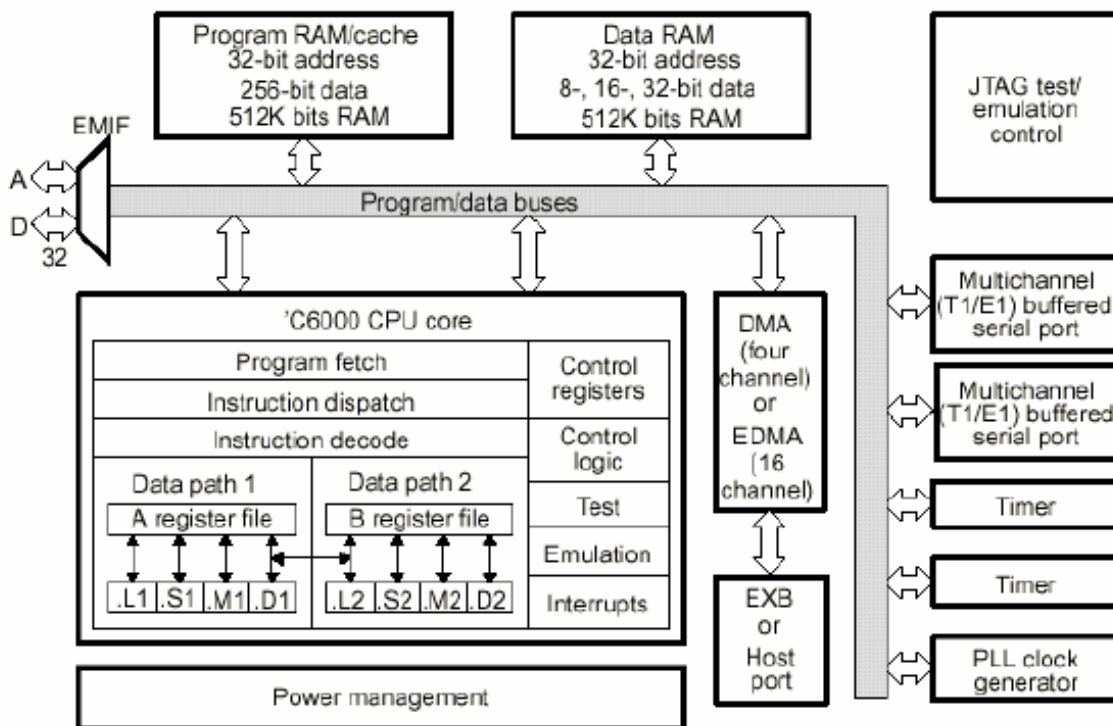 Program RAM/cache
32-bit address
256-bit data
512K bits RAM
Data RAM
32-bit address
8-, 16-, 32-bit data
512K bits RAM
JTAG test/
emulation
control
EMIF
A
D
32
Program/data buses
'C6000 CPU core
Program fetch
Instruction dispatch
Instruction decode
Data path 1
A register file
.L1 .S1 .M1 .D1
Data path 2
B register file
.L2 .S2 .M2 .D2
Control
registers
Control
logic
Test
Emulation
Interrupts
DMA
(four
channel)
or
EDMA
(16
channel)
EXB
or
Host
port
Multichannel
(T1/E1) buffered
serial port
Multichannel
(T1/E1) buffered
serial port
Timer
Timer
PLL clock
generator
Power management